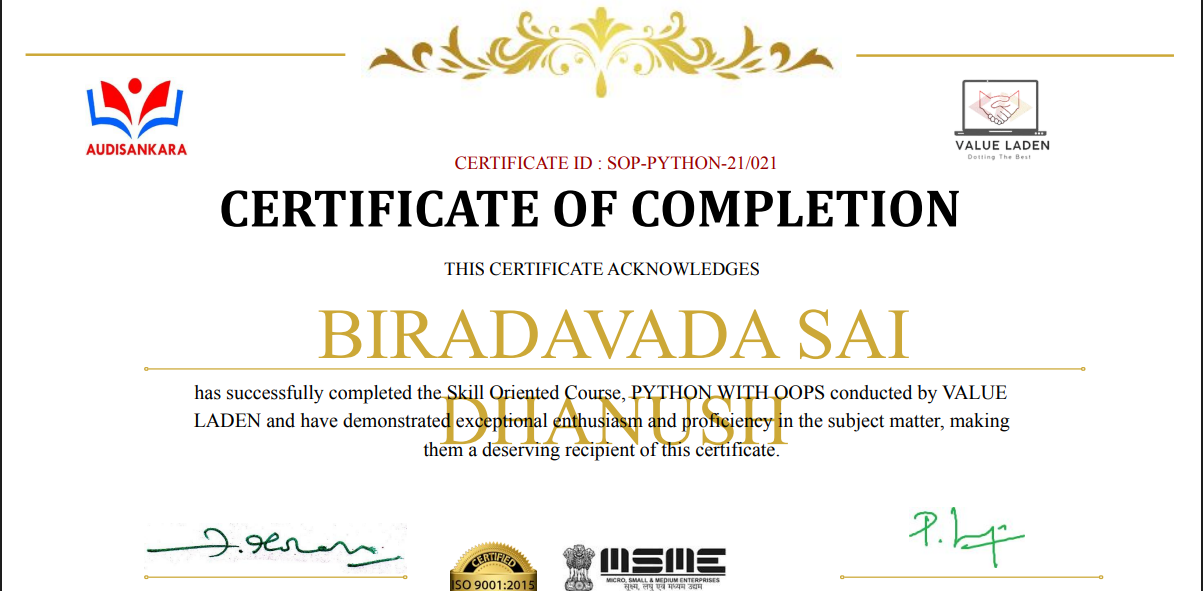 AUDISANKARA
VALUE LADEN
Dotting The Best
CERTIFICATE ID : SOP-PYTHON-21/021
CERTIFICATE OF COMPLETION
THIS CERTIFICATE ACKNOWLEDGES
BIRADAVADA SAI
DHANUSH
has successfully completed the Skill Oriented Course, PYTHON WITH OOPS conducted by VALUE
LADEN and have demonstrated exceptional enthusiasm and proficiency in the subject matter, making
them a deserving recipient of this certificate.
CERTIFIED
ISO 9001:2015
MSME
MICRO, SMALL & MEDIUM ENTERPRISES
सूक्ष्म, लघु एवं मध्यम उद्यम